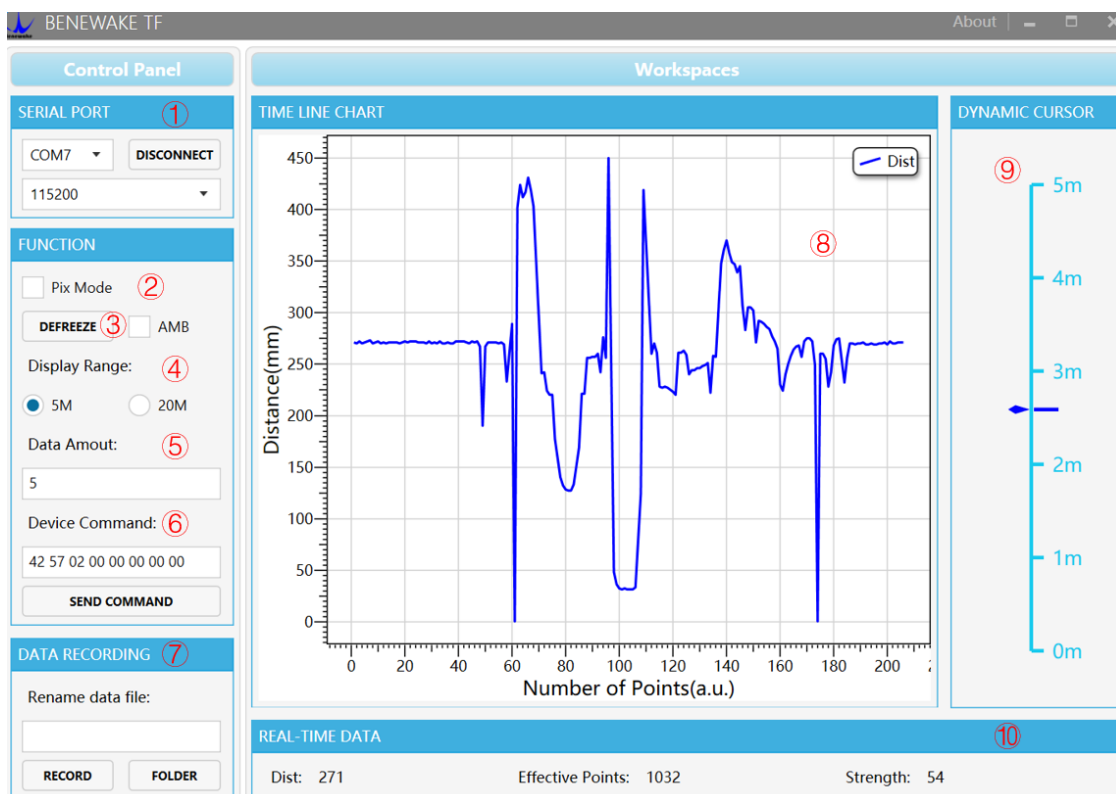 BENEWAKE TF
About
Control Panel
SERIAL PORT ①
COM7 DISCONNECT
115200
FUNCTION
Pix Mode ②
DEFREEZE ③ AMB
Display Range: ④
5M 20M
Data Amout: ⑤
5
Device Command: ⑥
42 57 02 00 00 00 00 00
SEND COMMAND
DATA RECORDING ⑦
Rename data file:
RECORD FOLDER
Workspaces
TIME LINE CHART
Dist
⑧
Distance(mm)
450
400
350
300
250
200
150
100
50
0
0 20 40 60 80 100 120 140 160 180 200
Number of Points(a.u.)
DYNAMIC CURSOR
⑨
5m
4m
3m
2m
1m
0m
REAL-TIME DATA ⑩
Dist: 271 Effective Points: 1032 Strength: 54